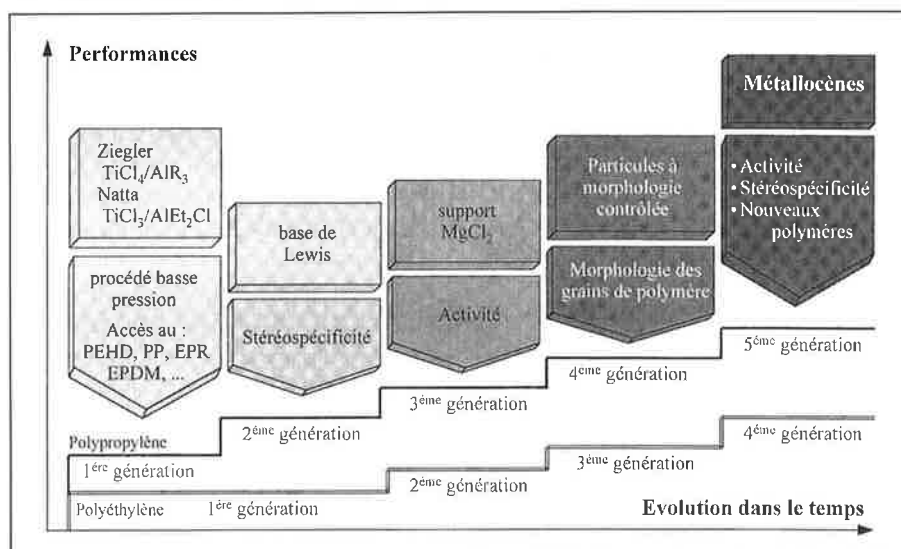 Performances
Ziegler
TiCl₄/AlR₃
Natta
TiCl₃/AlEt₂Cl
procédé basse
pression
Accès au :
PEHD, PP, EPR
EPDM, ...
base de
Lewis
Stéréospécificité
support
MgCl₂
Activité
Particules à
morphologie
contrôlée
Morphologie des
grains de polymère
Métallocènes
• Activité
• Stéréospécificité
• Nouveaux
polymères
Polypropylène
1ère génération
2ème génération
3ème génération
4ème génération
5ème génération
Polyéthylène
1ère génération
2ème génération
3ème génération
4ème génération
Evolution dans le temps